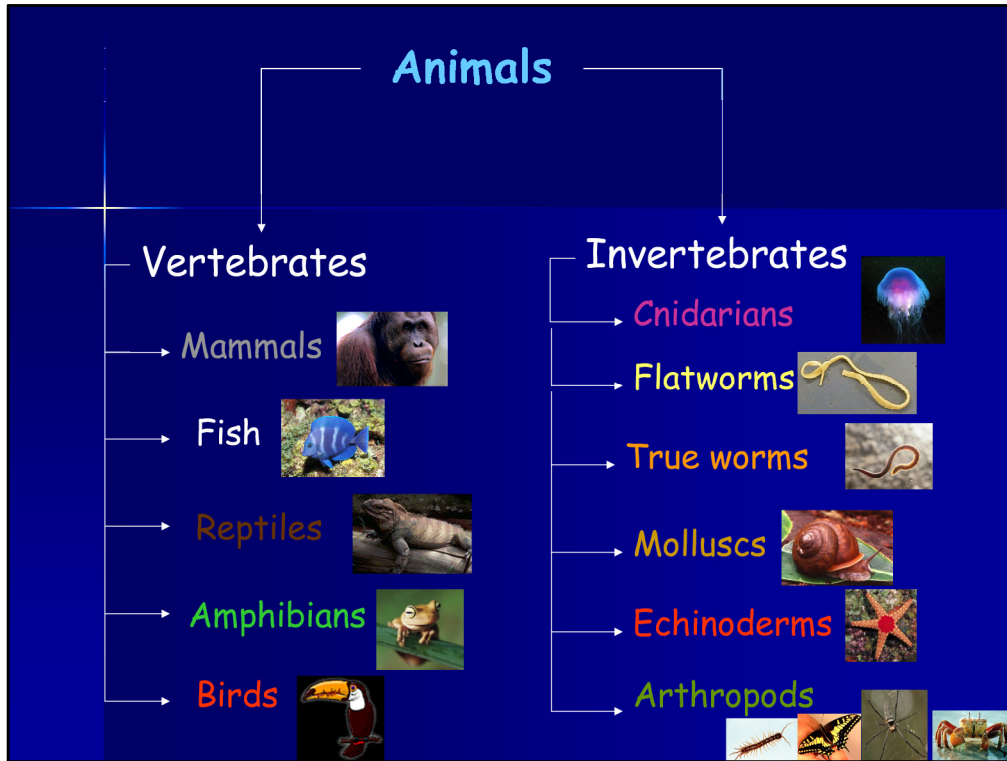 Animals
Vertebrates
Mammals
Fish
Reptiles
Amphibians
Birds
Invertebrates
Cnidarians
Flatworms
True worms
Molluscs
Echinoderms
Arthropods